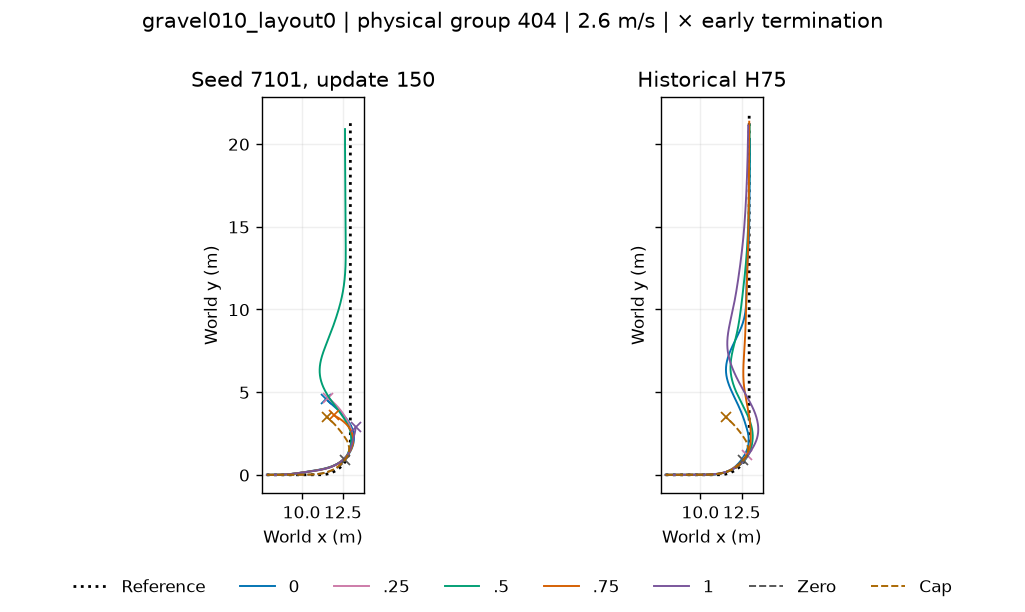 gravel010_layout0 | physical group 404 | 2.6 m/s | × early termination
Seed 7101, update 150
Historical H75
World y (m)
20
15
10
5
0
10.0 12.5
World x (m)
World y (m)
10.0 12.5
World x (m)
Reference 0 .25 .5 .75 1 Zero Cap